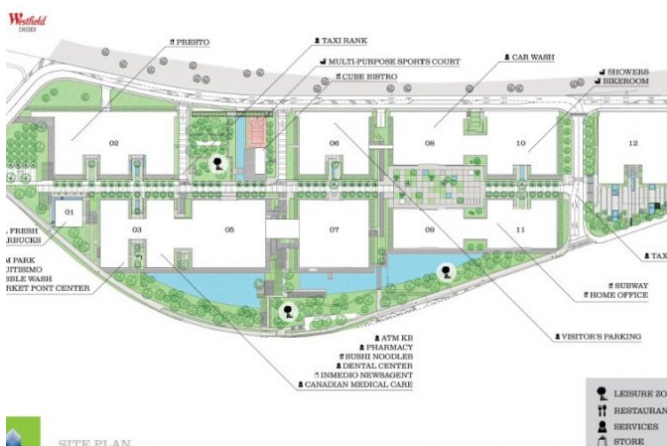 Westfield
PRESTO
TAXI RANK
MULTI-PURPOSE SPORTS COURT
CUBE BISTRO
CAR WASH
SHOWERS
BIKEROOM
02
06
08
10
12
01
03
05
07
09
11
FRESH
RBUCKS
M PARK
UITISIMO
IBLE WASH
RKET PONT CENTER
TAX
SUBWAY
HOME OFFICE
VISITOR'S PARKING
ATM KB
PHARMACY
SUSHI NOODLES
DENTAL CENTER
INMEDIO NEWSAGENT
CANADIAN MEDICAL CARE
LEISURE ZO
RESTAURAN
SERVICES
STORE
SITE PLAN